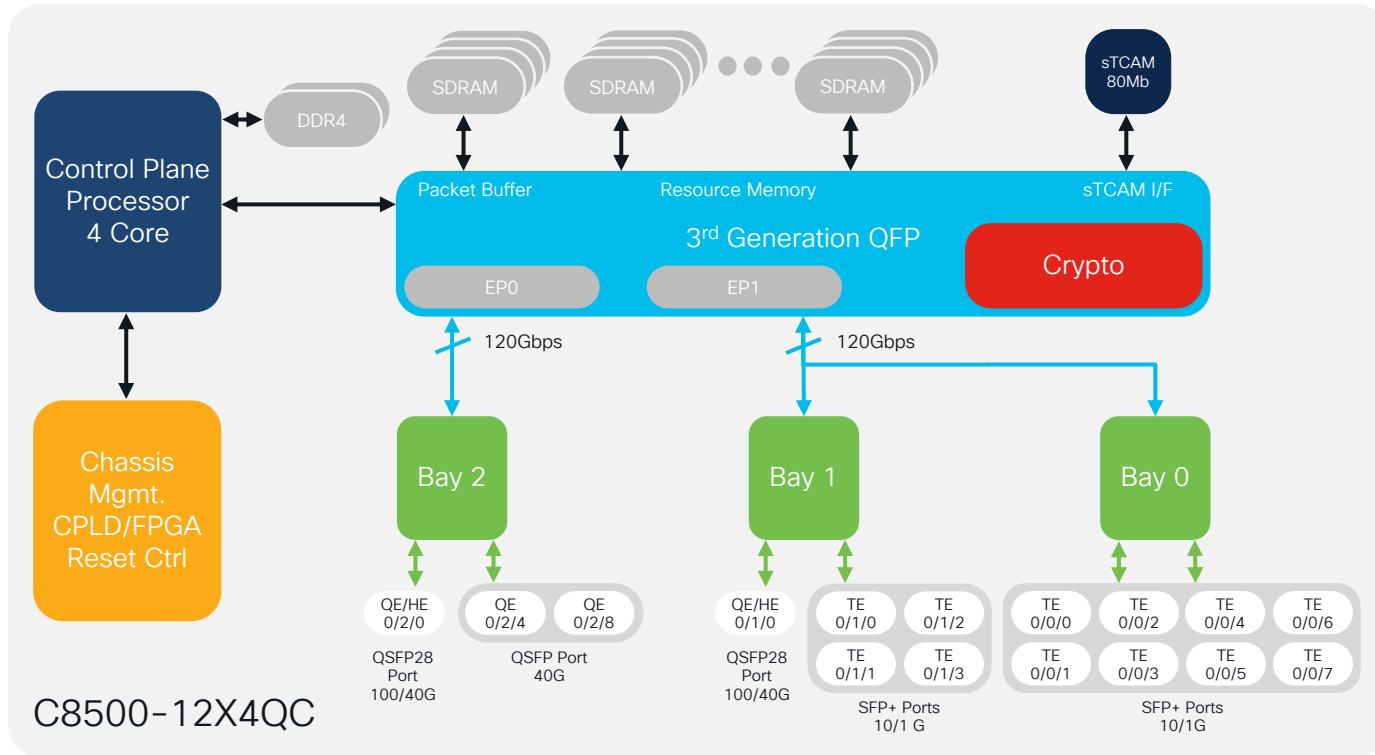 SDRAM
SDRAM
SDRAM
sTCAM
80Mb
DDR4
Control Plane
Processor
4 Core
Packet Buffer
Resource Memory
sTCAM I/F
3rd Generation QFP
Crypto
EP0
EP1
120Gbps
120Gbps
Chassis
Mgmt.
CPLD/FPGA
Reset Ctrl
Bay 2
Bay 1
Bay 0
QE/HE
0/2/0
QE
0/2/4
QE
0/2/8
QSFP28
Port
100/40G
QSFP Port
40G
QE/HE
0/1/0
TE
0/1/0
TE
0/1/2
TE
0/1/1
TE
0/1/3
QSFP28
Port
100/40G
SFP+ Ports
10/1 G
TE
0/0/0
TE
0/0/2
TE
0/0/4
TE
0/0/6
TE
0/0/1
TE
0/0/3
TE
0/0/5
TE
0/0/7
SFP+ Ports
10/1G
C8500-12X4QC